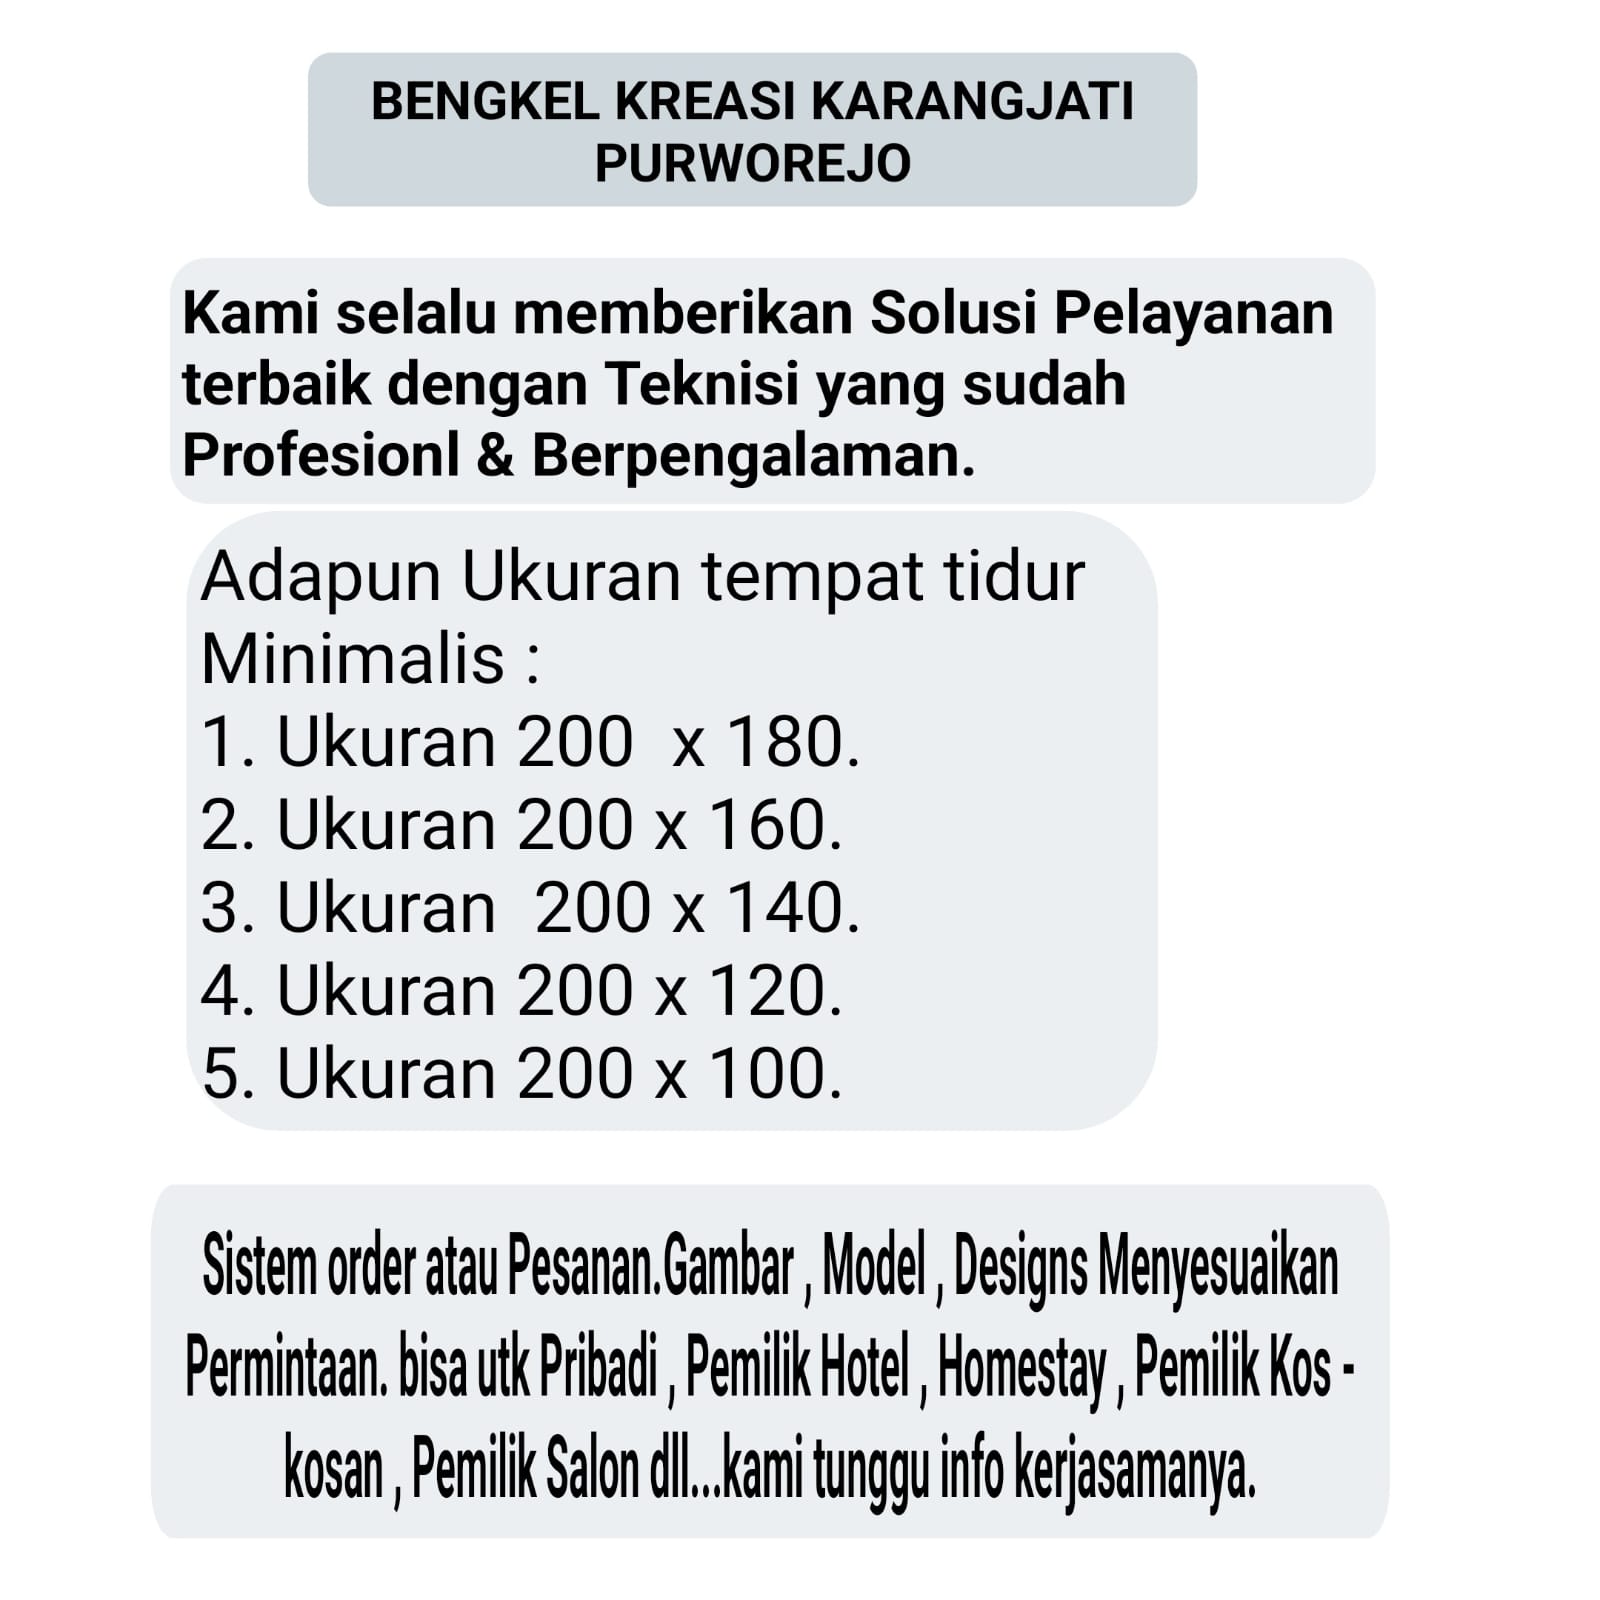 BENGKEL KREASI KARANGJATI
PURWOREJO
Kami selalu memberikan Solusi Pelayanan
terbaik dengan Teknisi yang sudah
Profesionl & Berpengalaman.
Adapun Ukuran tempat tidur
Minimalis :
1. Ukuran 200  x 180.
2. Ukuran 200 x 160.
3. Ukuran  200 x 140.
4. Ukuran 200 x 120.
5. Ukuran 200 x 100.
Sistem order atau Pesanan.Gambar , Model , Designs Menyesuaikan
Permintaan. bisa utk Pribadi , Pemilik Hotel , Homestay , Pemilik Kos -
kosan , Pemilik Salon dll...kami tunggu info kerjasamanya.